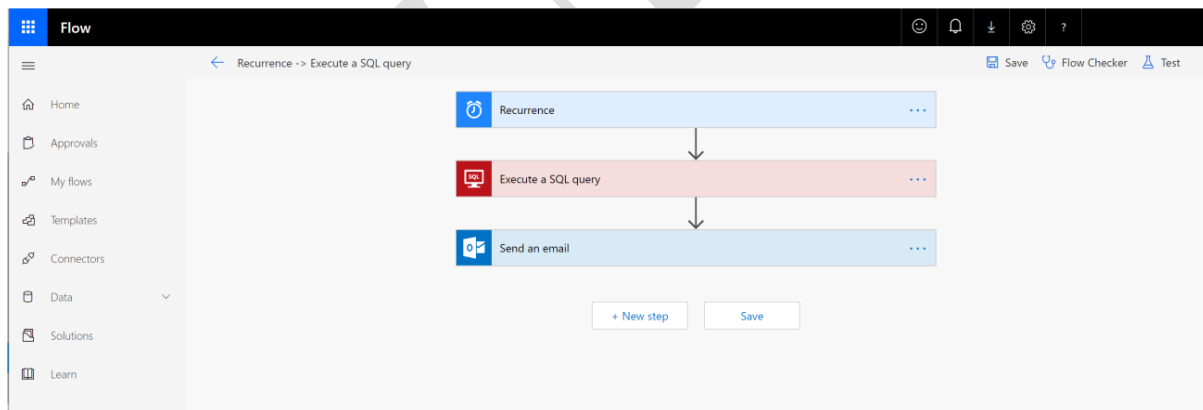 Flow
?
Recurrence -> Execute a SQL query
Save Flow Checker Test
Home
Approvals
My flows
Templates
Connectors
Data
Solutions
Learn
Recurrence
SQL
Execute a SQL query
Send an email
+ New step
Save